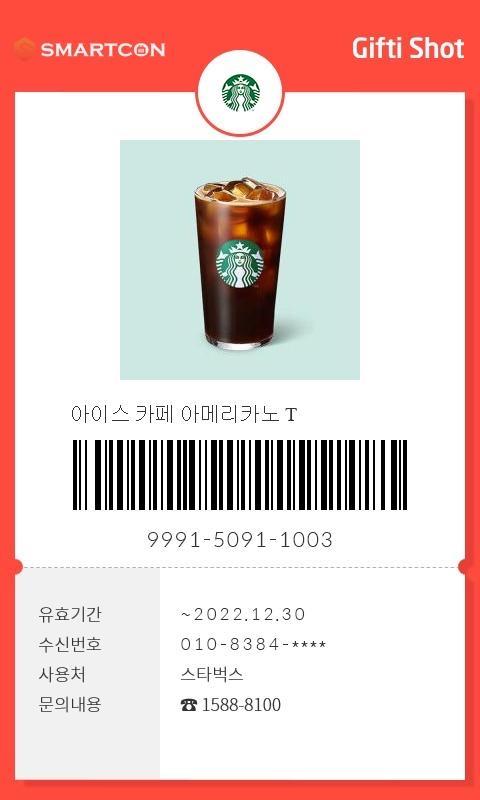 SMARTCON
Gifti Shot
아이스 카페 아메리카노 T
9991-5091-1003
유효기간 ~2022.12.30
수신번호 010-8384-****
사용처 스타벅스
문의내용 ☎ 1588-8100